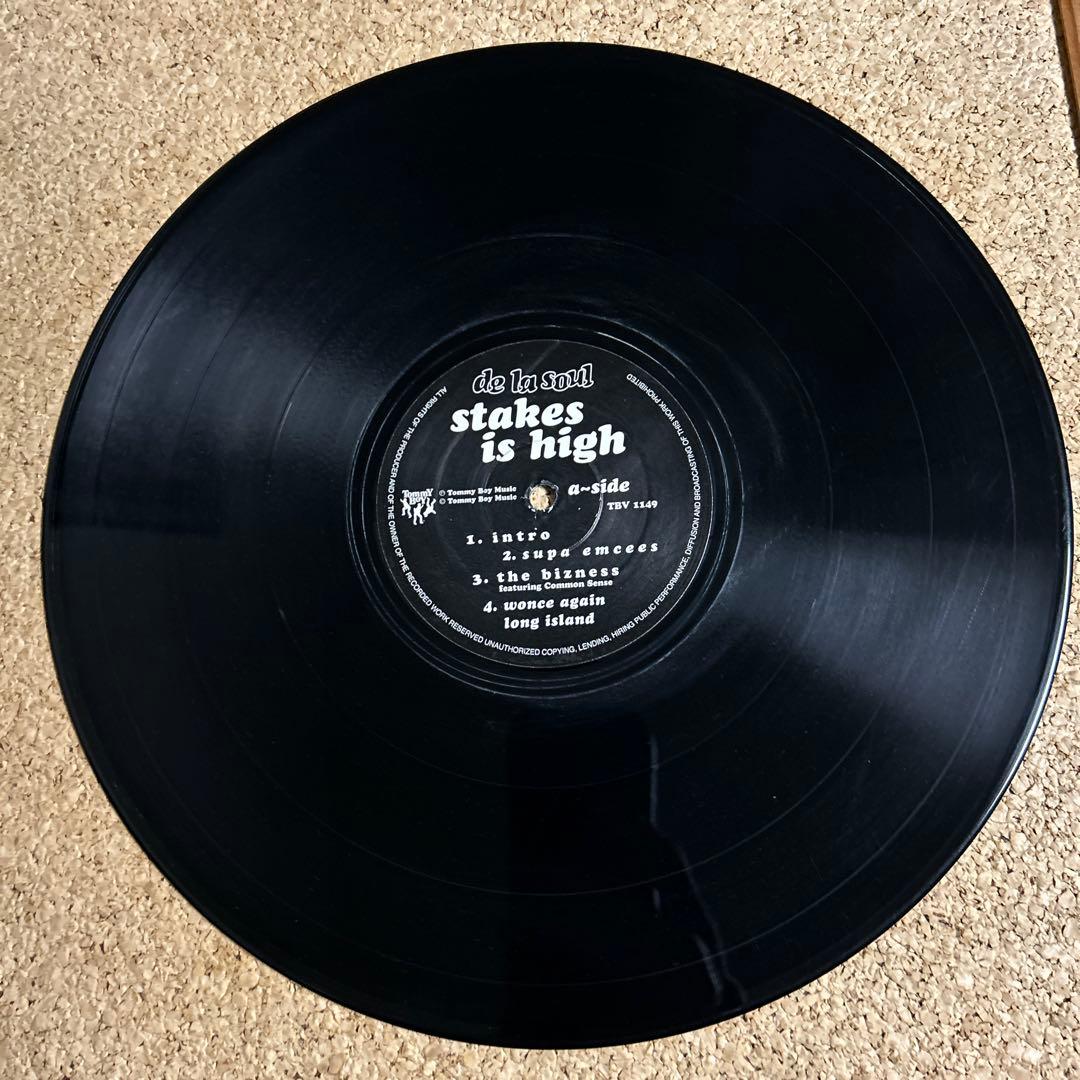 de la soul
stakes
is high
Tommy Boy
℗ Tommy Boy Music
© Tommy Boy Music
a~side
TBV 1149
1. intro
2. supa emcees
3. the bizness
featuring Common Sense
4. wonce again
long island
ALL RIGHTS OF THE PRODUCER AND OF THE OWNER OF THE RECORDED WORK RESERVED UNAUTHORIZED COPYING, LENDING, HIRING PUBLIC PERFORMANCE, DIFFUSION AND BROADCASTING OF THIS WORK PROHIBITED